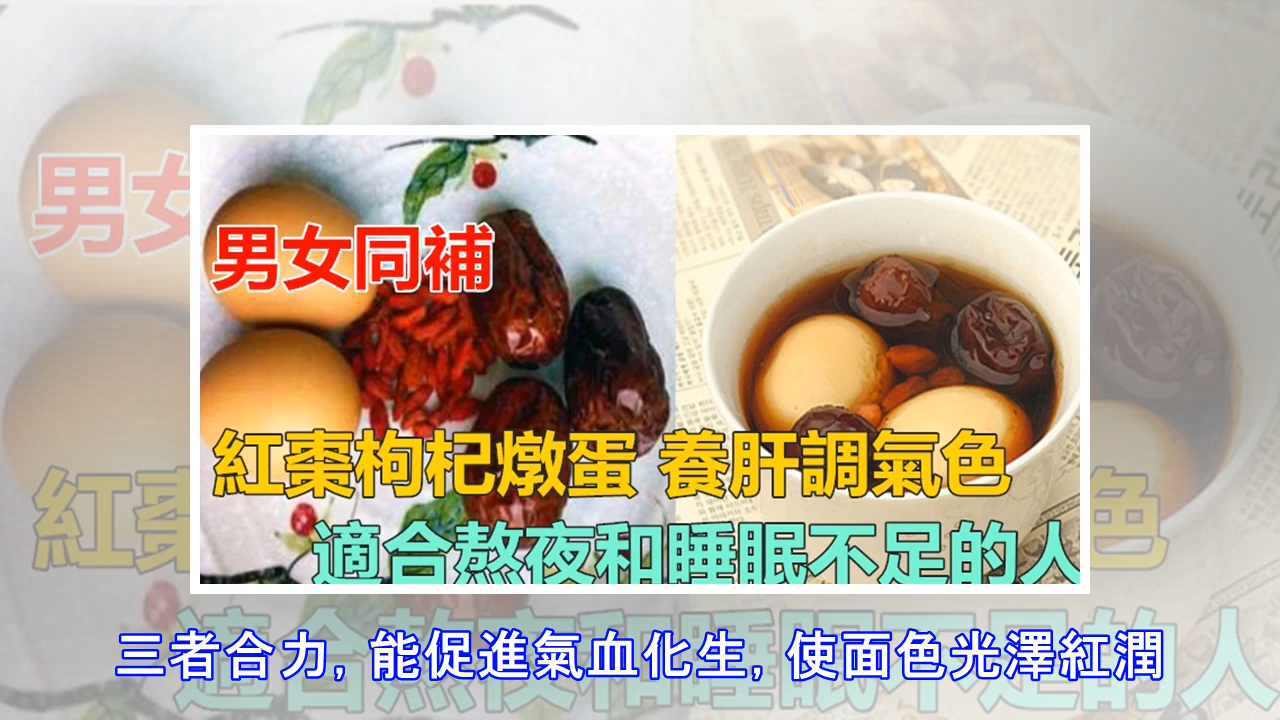 男女同補
紅棗枸杞燉蛋 養肝調氣色
適合熬夜和睡眠不足的人
三者合力, 能促進氣血化生, 使面色光澤紅潤